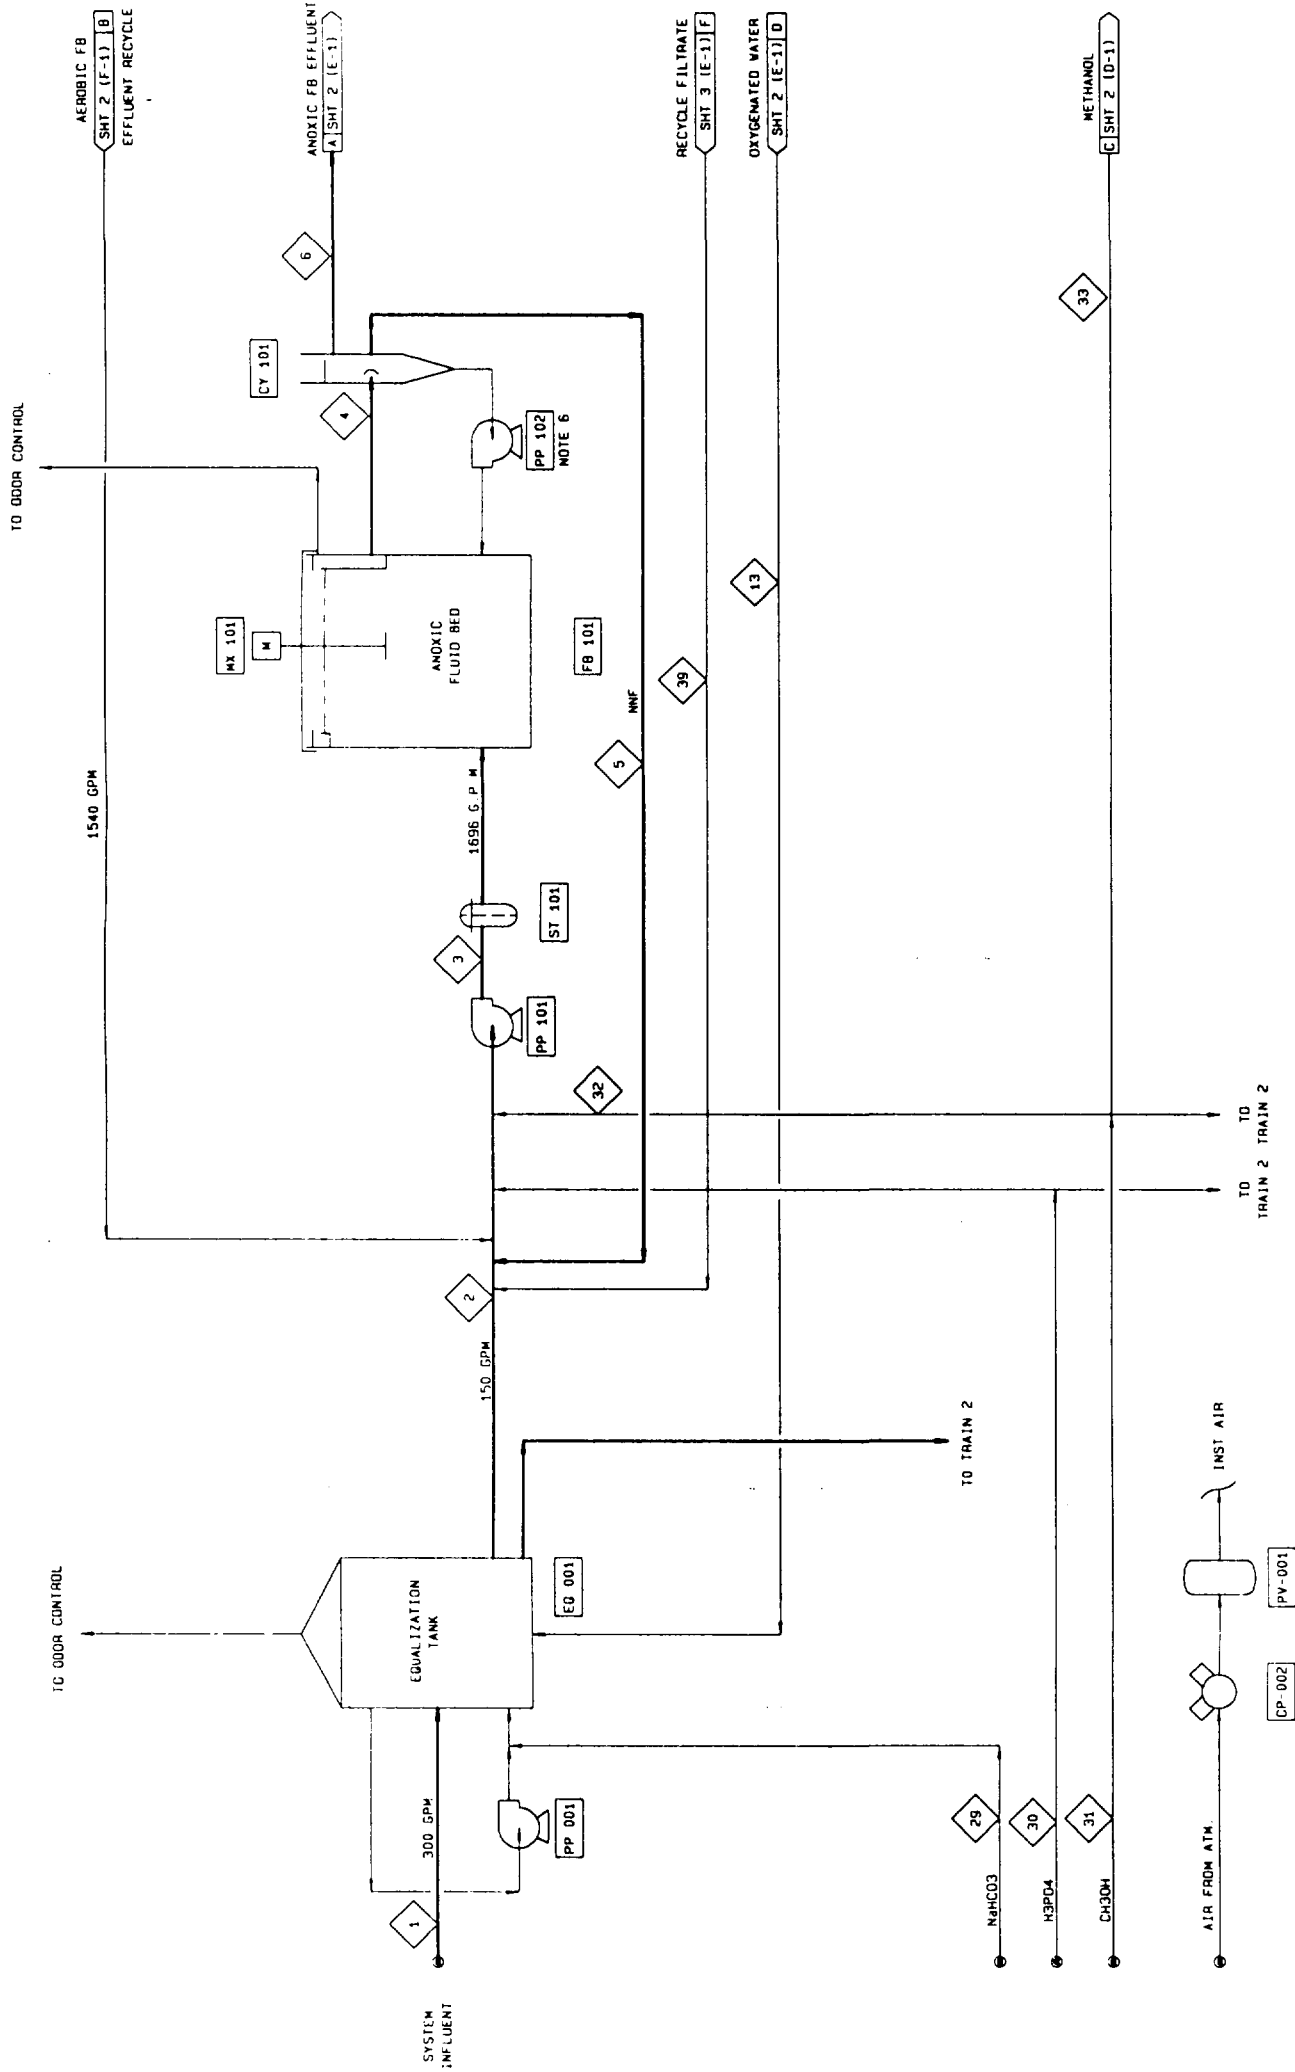 AEROBIC FB
SHT 2 (F-1) B
EFFLUENT RECYCLE
ANOXIC FB EFFLUENT
A SHT 2 (E-1)
RECYCLE FILTRATE
SHT 3 (E-1) F
OXYGENATED WATER
SHT 2 (E-1) D
METHANOL
C SHT 2 (D-1)
TO ODOR CONTROL
1540 GPM
6
CY 101
4
PP 102
NOTE 6
MX 101
M
ANOXIC
FLUID BED
FB 101
1696 G.P.M
ST 101
3
PP 101
NNF
5
39
13
33
32
2
150 GPM
TO
TRAIN 2
TO
TRAIN 2
TO TRAIN 2
TO ODOR CONTROL
EQUALIZATION
TANK
EQ 001
300 GPM
PP 001
1
SYSTEM
INFLUENT
29
30
31
NaHCO3
H3PO4
CH3OH
AIR FROM ATM.
CP-002
PV-001
INST AIR